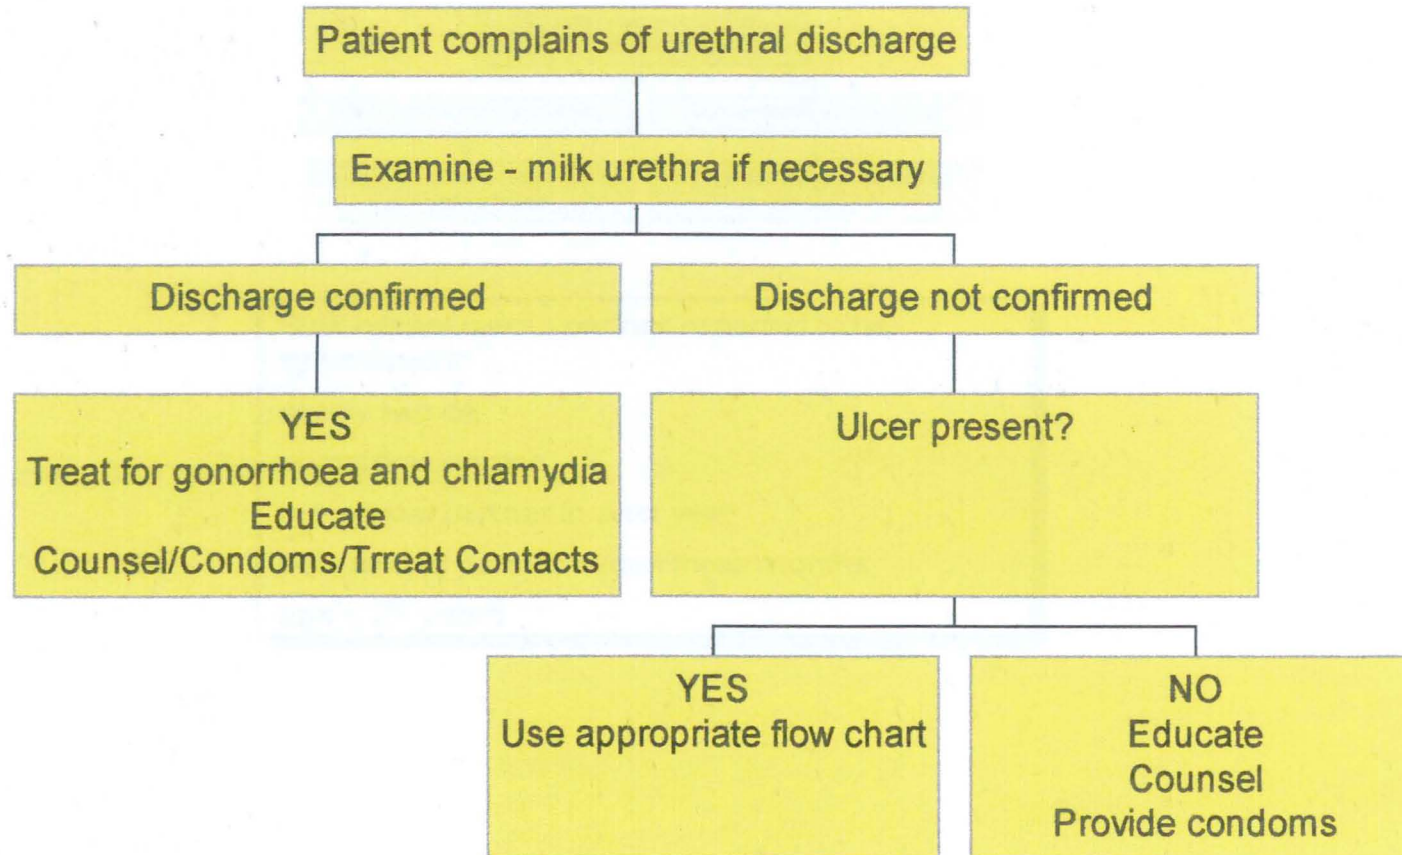 Patient complains of urethral discharge
Examine - milk urethra if necessary
Discharge confirmed
Discharge not confirmed
YES
Treat for gonorrhoea and chlamydia
Educate
Counsel/Condoms/Trreat Contacts
Ulcer present?
YES
Use appropriate flow chart
NO
Educate
Counsel
Provide condoms